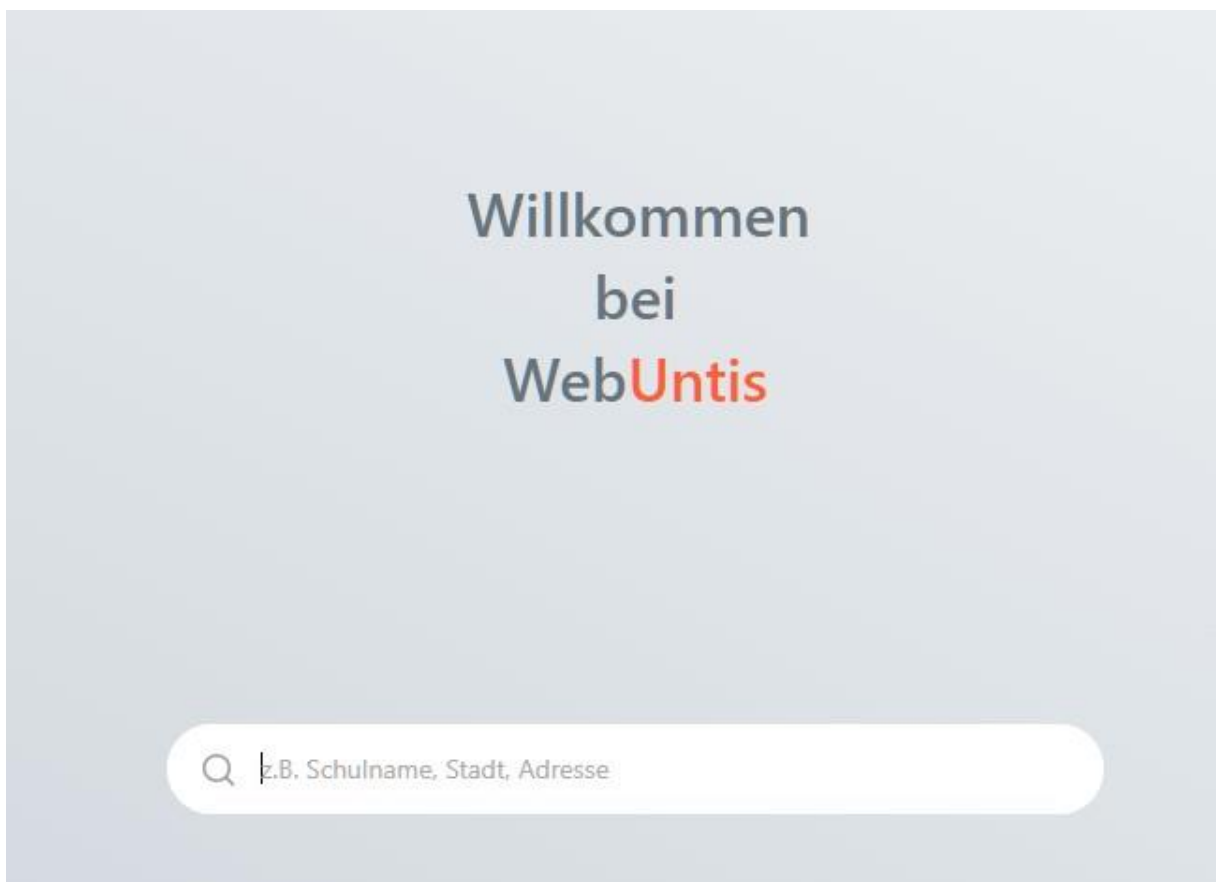 Willkommen
bei
WebUntis
z.B. Schulname, Stadt, Adresse